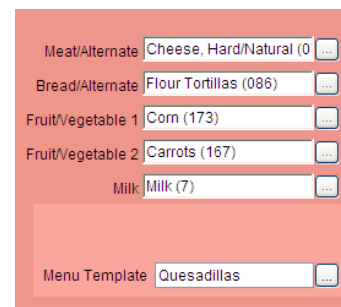 Meat/Alternate Cheese, Hard/Natural (0 ...
Bread/Alternate Flour Tortillas (086) ...
Fruit/Vegetable 1 Corn (173) ...
Fruit/Vegetable 2 Carrots (167) ...
Milk Milk (7) ...
Menu Template Quesadillas ...